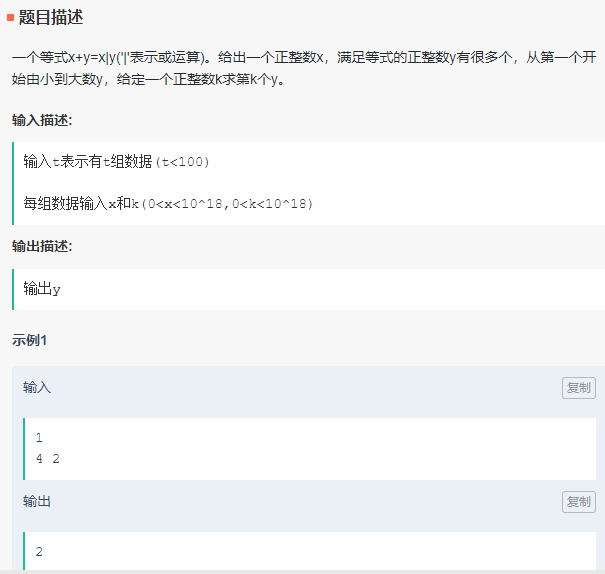 题目描述
一个等式x+y=x|y('|'表示或运算)。给出一个正整数x，满足等式的正整数y有很多个，从第一个开
始由小到大数y，给定一个正整数k求第k个y。
输入描述:
输入t表示有t组数据(t<100)
每组数据输入x和k(0<x<10^18,0<k<10^18)
输出描述:
输出y
示例1
输入
复制
1
4 2
输出
复制
2